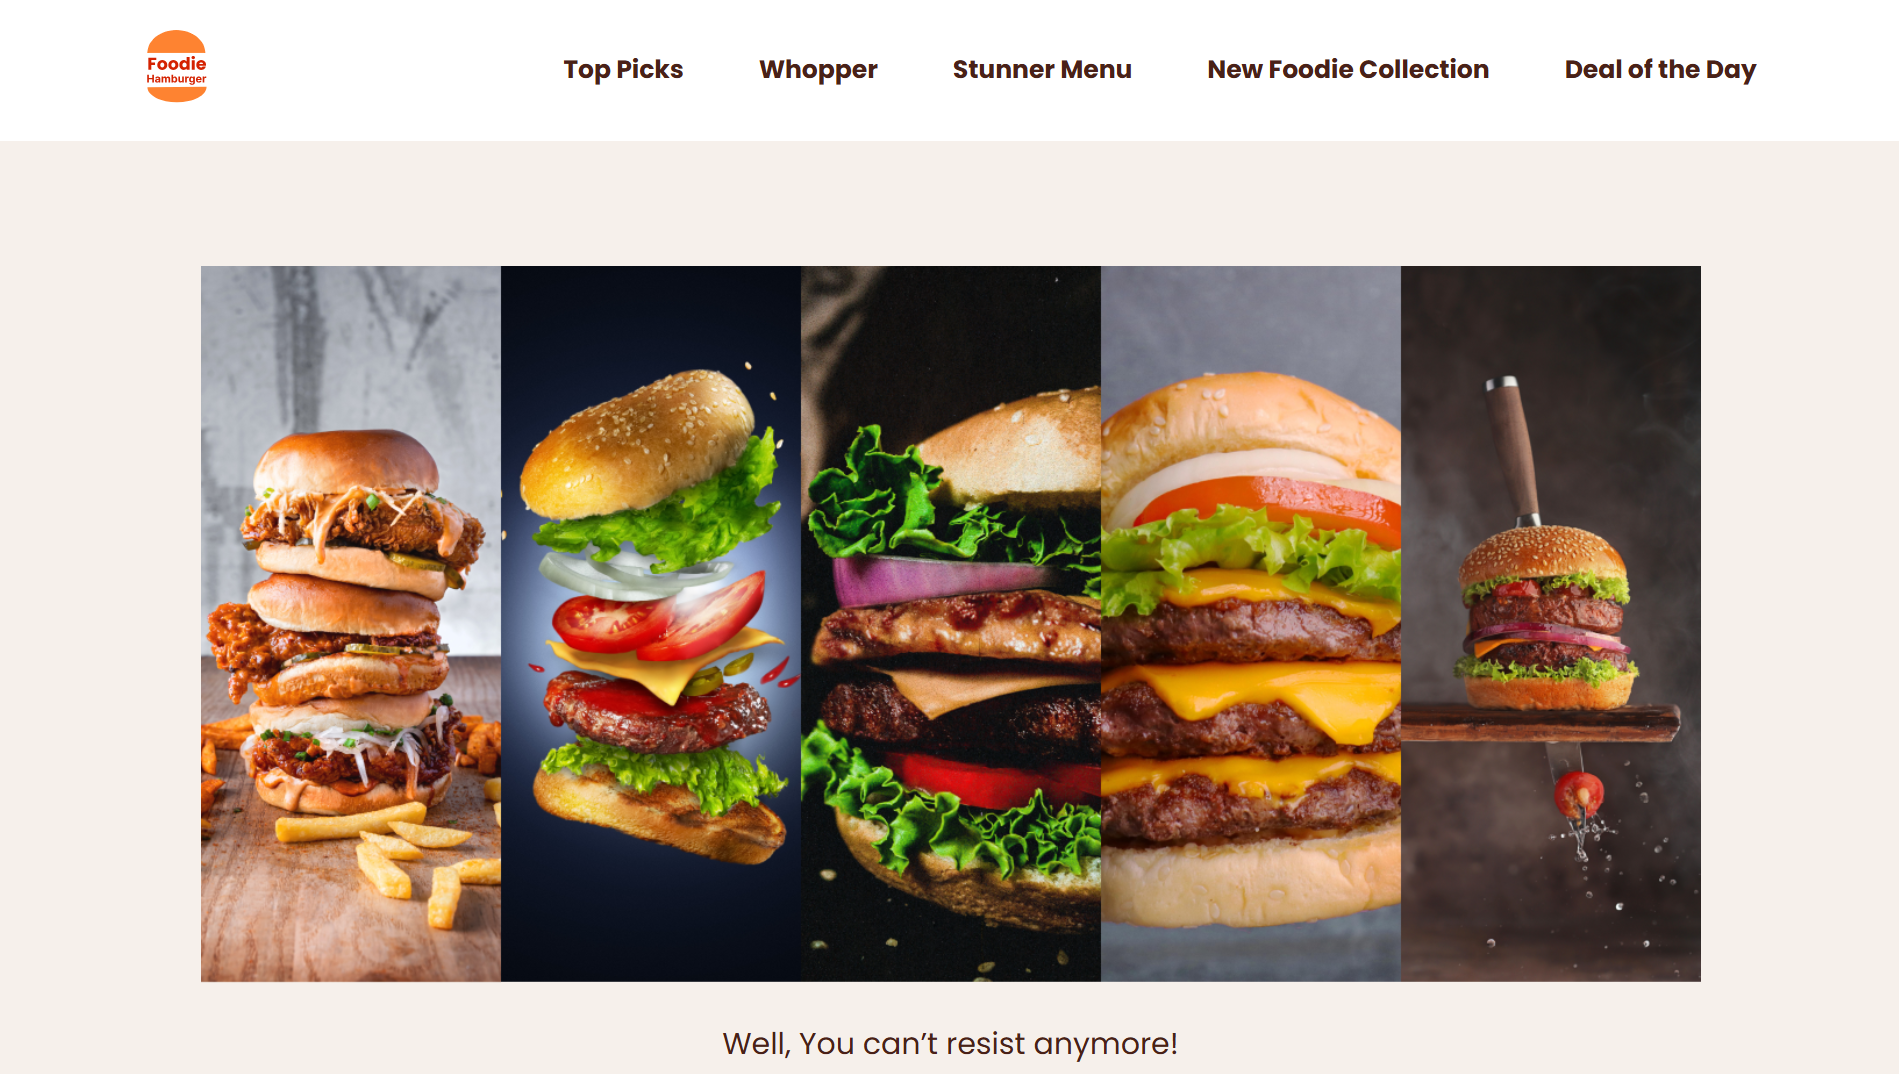 Foodie
Hamburger
Top Picks
Whopper
Stunner Menu
New Foodie Collection
Deal of the Day
Well, You can’t resist anymore!